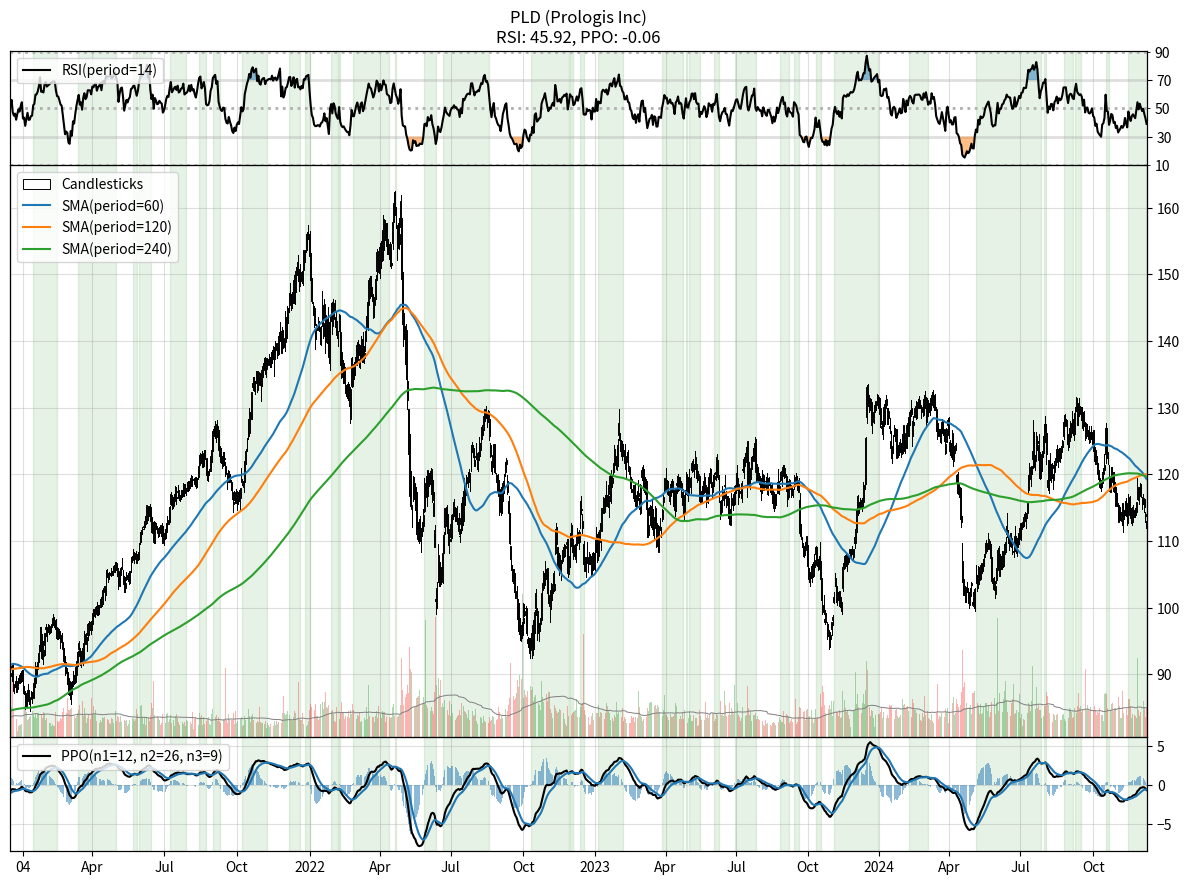 PLD (Prologis Inc)
RSI: 45.92, PPO: -0.06
RSI(period=14)
90
70
50
30
10
Candlesticks
SMA(period=60)
SMA(period=120)
SMA(period=240)
160
150
140
130
120
110
100
90
PPO(n1=12, n2=26, n3=9)
5
0
−5
04 Apr Jul Oct 2022 Apr Jul Oct 2023 Apr Jul Oct 2024 Apr Jul Oct